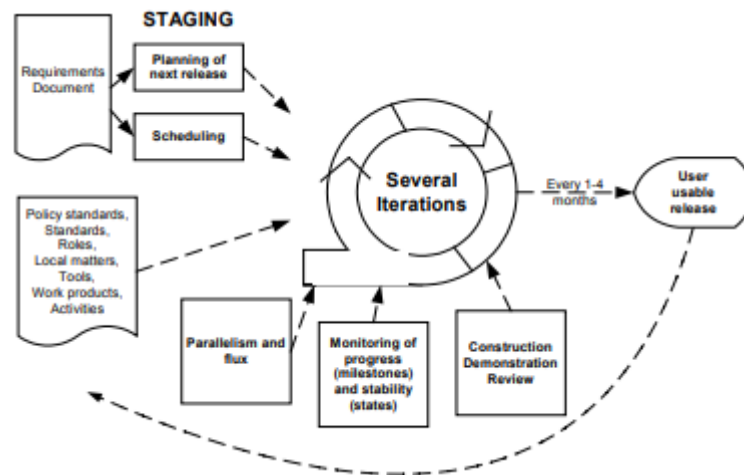 STAGING
Requirements
Document
Planning of
next release
Scheduling
Several
Iterations
Every 1-4
months
User
usable
release
Policy standards,
Standards,
Roles,
Local matters,
Tools,
Work products,
Activities
Parallelism and
flux
Monitoring of
progress
(milestones)
and stability
(states)
Construction
Demonstration
Review